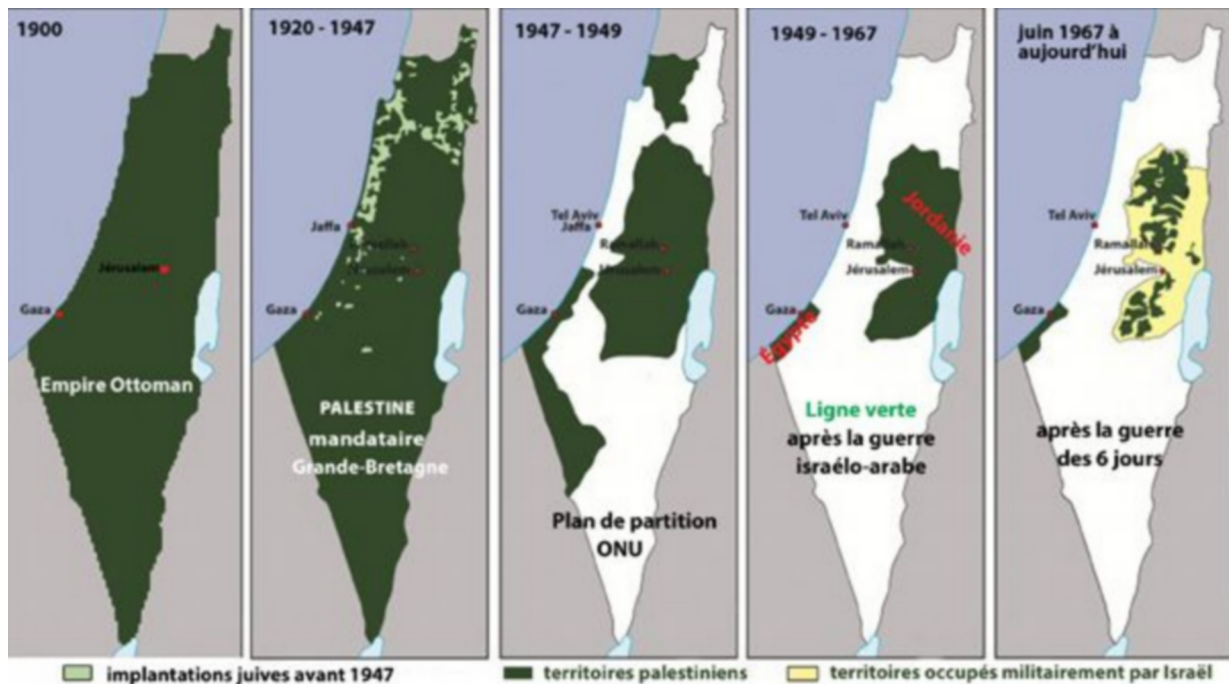 1900
Jérusalem
Gaza
Empire Ottoman
1920 - 1947
Jaffa
Jérusalem
Gaza
PALESTINE
mandataire
Grande-Bretagne
1947 - 1949
Tel Aviv
Jaffa
Ramallah
Jérusalem
Gaza
Plan de partition
ONU
1949 - 1967
Tel Aviv
Jordanie
Ramallah
Jérusalem
Gaza
Égypte
Ligne verte
après la guerre
israélo-arabe
juin 1967 à
aujourd'hui
Tel Aviv
Ramallah
Jérusalem
Gaza
après la guerre
des 6 jours
implantations juives avant 1947
territoires palestiniens
territoires occupés militairement par Israël